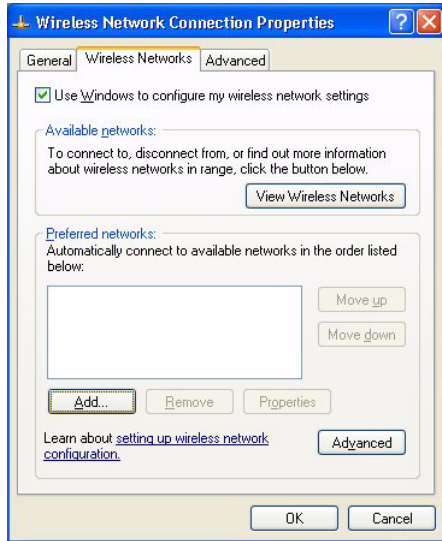 Wireless Network Connection Properties
General Wireless Networks Advanced
Use Windows to configure my wireless network settings
Available networks:
To connect to, disconnect from, or find out more information
about wireless networks in range, click the button below.
View Wireless Networks
Preferred networks:
Automatically connect to available networks in the order listed
below:
Move up
Move down
Add... Remove Properties
Learn about setting up wireless network
configuration.
Advanced
OK Cancel